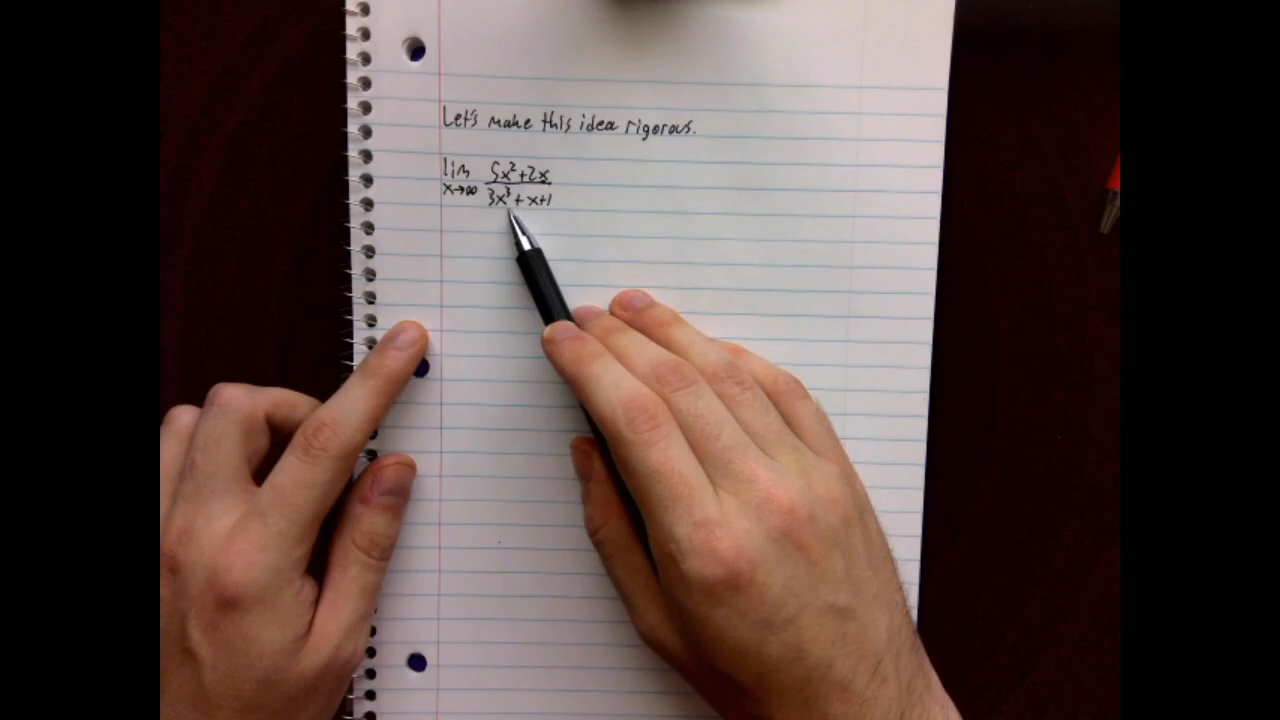 Let's make this idea rigorous.
lim 5x²+2x
x→∞ 3x³+x+1